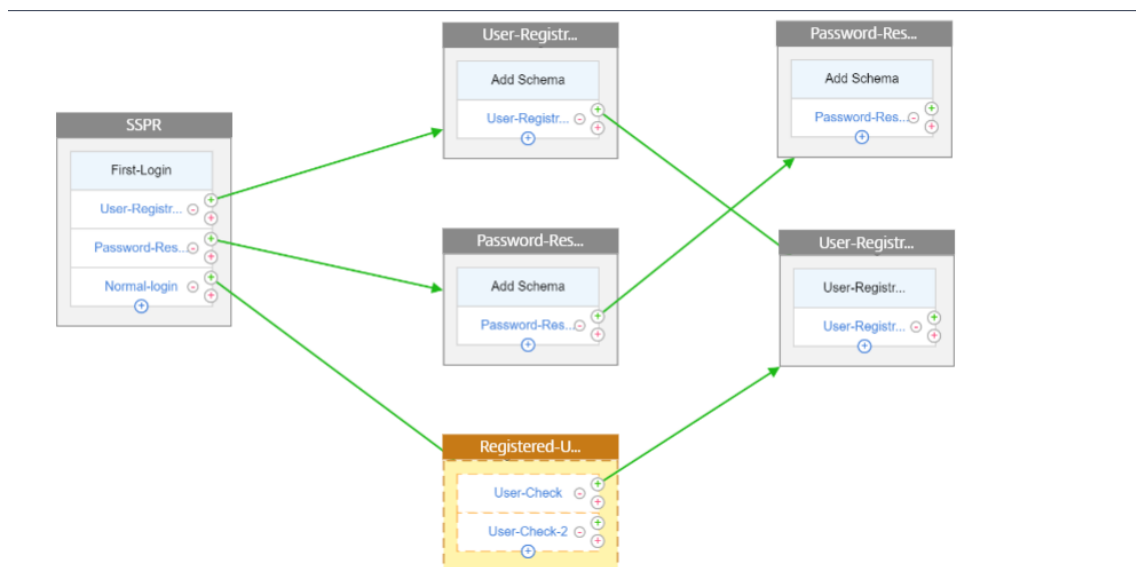 SSPR
First-Login
User-Registr...
Password-Res...
Normal-login
User-Registr...
Add Schema
User-Registr...
Password-Res...
Add Schema
Password-Res...
Registered-U...
User-Check
User-Check-2
Password-Res...
Add Schema
Password-Res...
User-Registr...
User-Registr...
User-Registr...